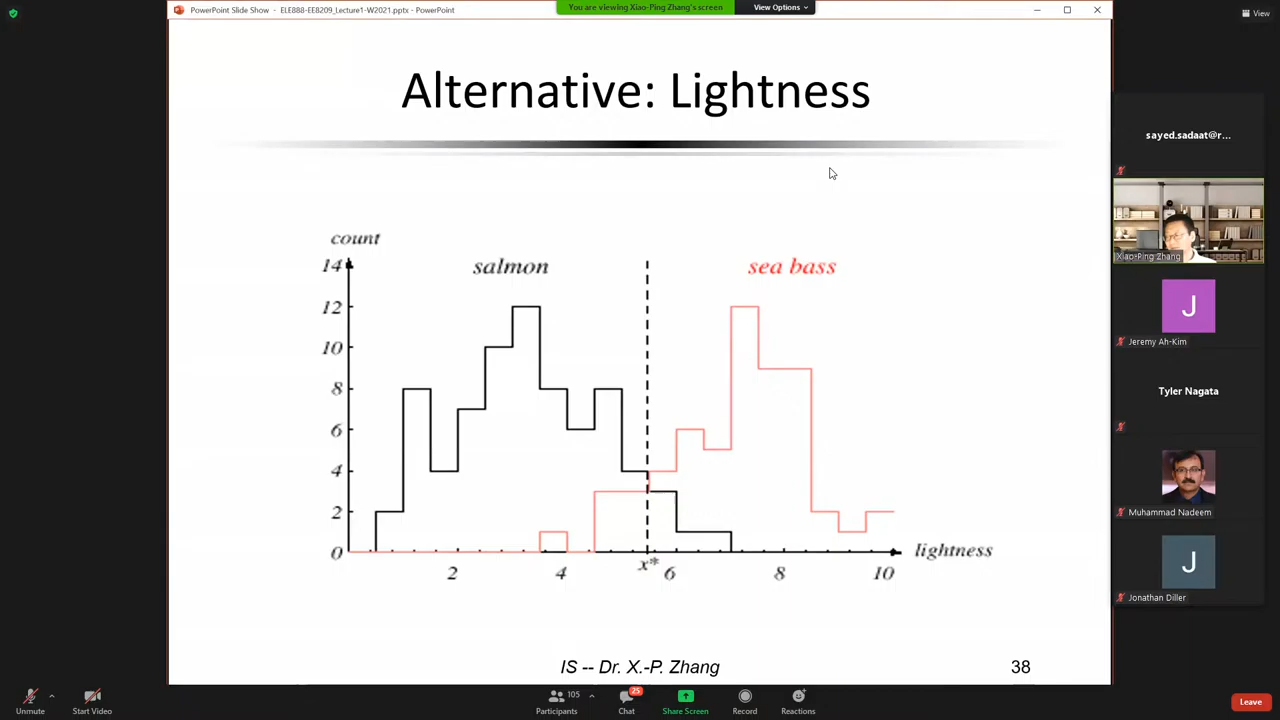 PowerPoint Slide Show - ELE888-EE8209_Lecture1-W2021.pptx - PowerPoint
You are viewing Xiao-Ping Zhang's screen
View Options
View
Alternative: Lightness
sayed.sadaat@r...
Xiao-Ping Zhang
count
14
salmon
sea bass
12
10
8
6
4
2
0
lightness
2
4
x*
6
8
10
J
Jeremy Ah-Kim
Tyler Nagata
Muhammad Nadeem
J
Jonathan Diller
IS -- Dr. X.-P. Zhang
38
Unmute
Start Video
105
Participants
25
Chat
Share Screen
Record
Reactions
Leave